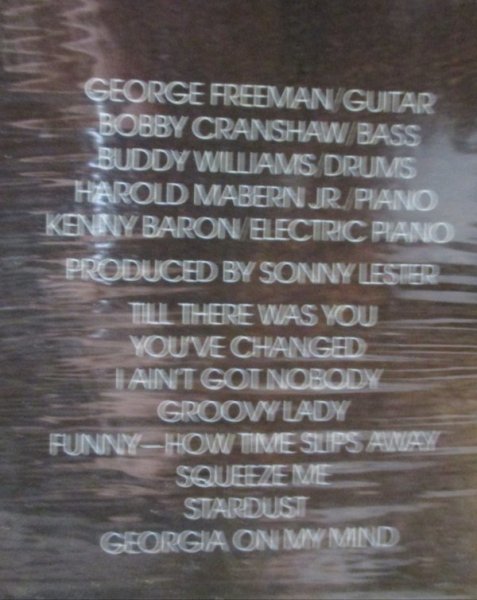 GEORGE FREEMAN/GUITAR
BOBBY CRANSHAW/BASS
BUDDY WILLIAMS/DRUMS
HAROLD MABERN JR./PIANO
KENNY BARON/ELECTRIC PIANO
PRODUCED BY SONNY LESTER
TILL THERE WAS YOU
YOU'VE CHANGED
I AIN'T GOT NOBODY
GROOVY LADY
FUNNY—HOW TIME SLIPS AWAY
SQUEEZE ME
STARDUST
GEORGIA ON MY MIND